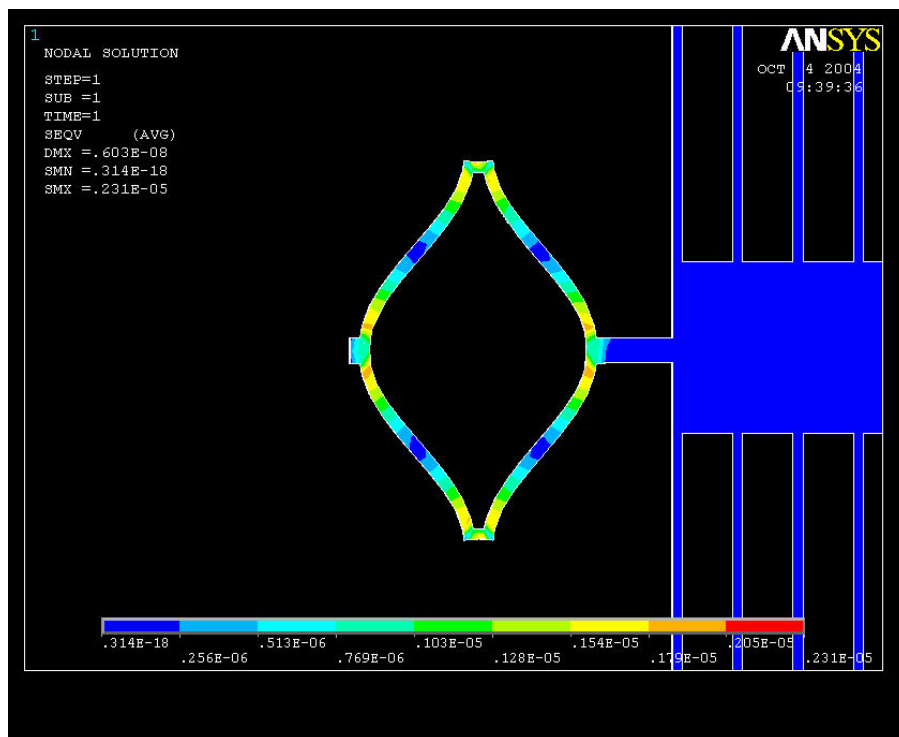 1
NODAL SOLUTION
STEP=1
SUB =1
TIME=1
SEQV (AVG)
DMX =.603E-08
SMN =.314E-18
SMX =.231E-05
ANSYS
OCT 4 2004
09:39:36
.314E-18 .513E-06 .103E-05 .154E-05 .205E-05
.256E-06 .769E-06 .128E-05 .179E-05 .231E-05